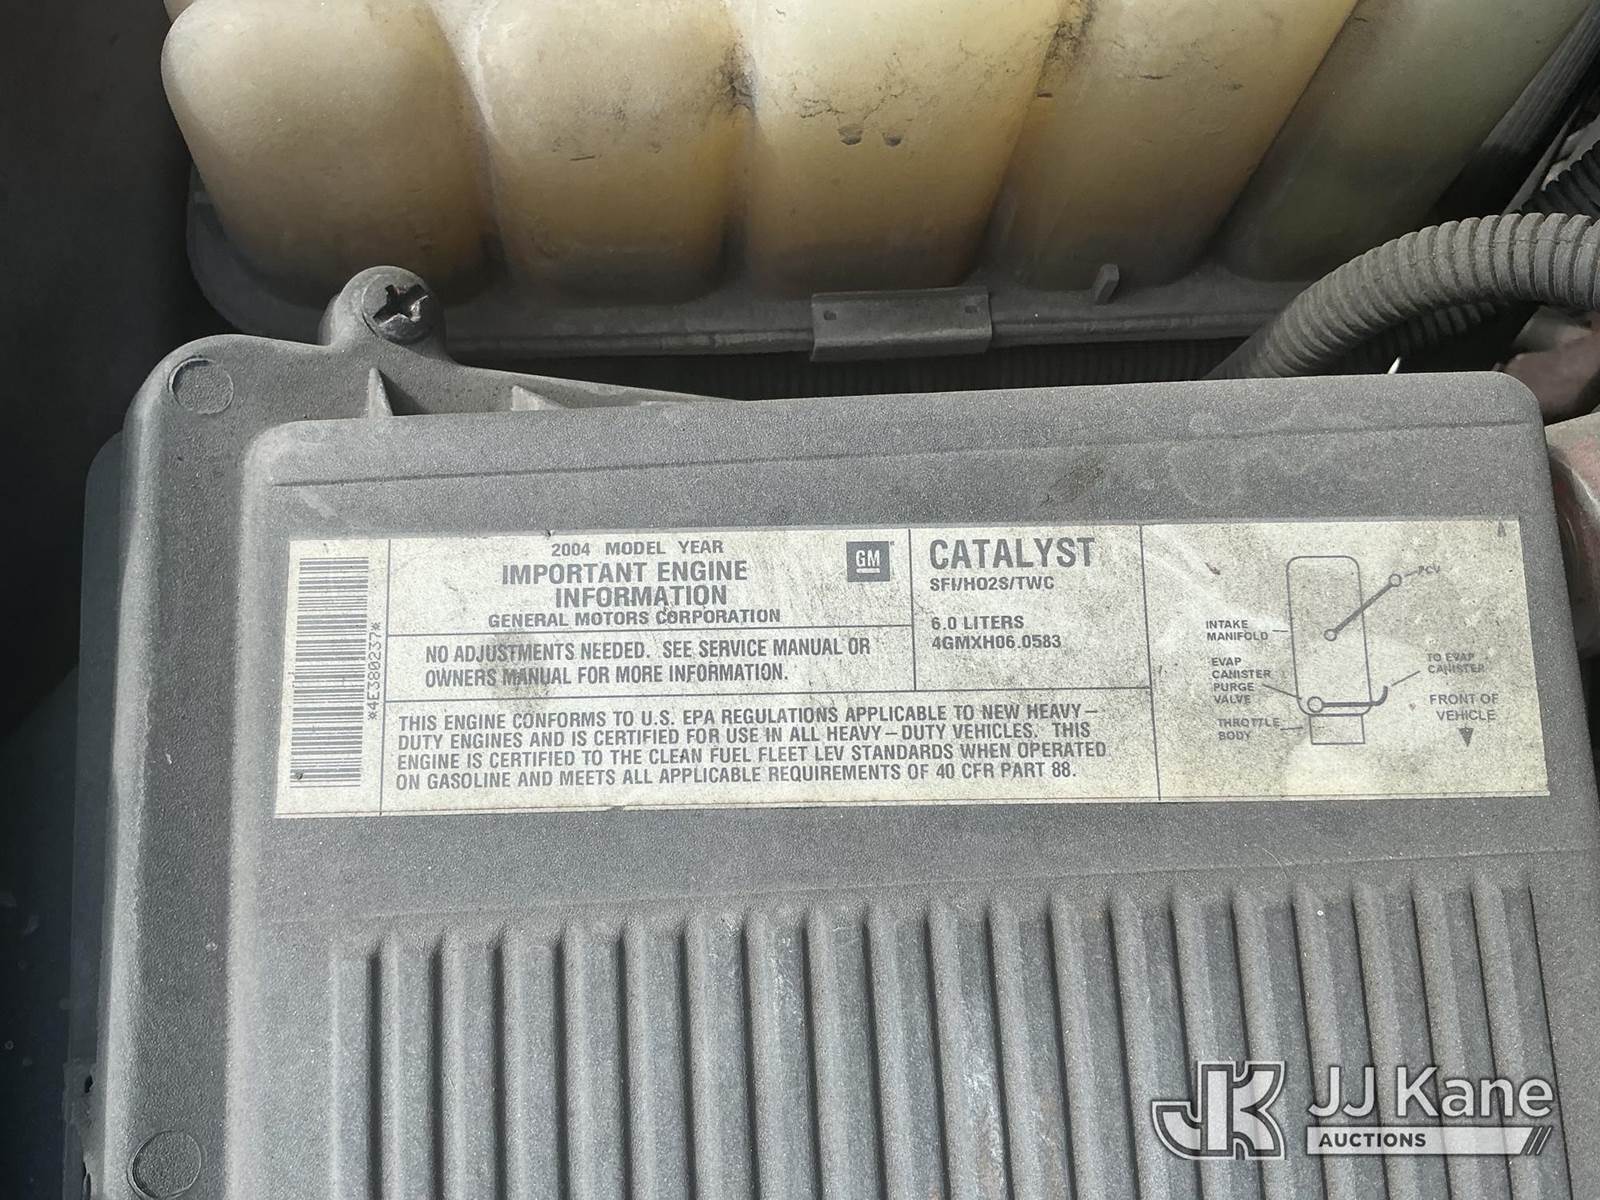 *4E380237*
2004 MODEL YEAR
IMPORTANT ENGINE
INFORMATION
GENERAL MOTORS CORPORATION
GM
NO ADJUSTMENTS NEEDED. SEE SERVICE MANUAL OR
OWNERS MANUAL FOR MORE INFORMATION.
CATALYST
SFI/HO2S/TWC
6.0 LITERS
4GMXH06.0583
THIS ENGINE CONFORMS TO U.S. EPA REGULATIONS APPLICABLE TO NEW HEAVY–
DUTY ENGINES AND IS CERTIFIED FOR USE IN ALL HEAVY–DUTY VEHICLES. THIS
ENGINE IS CERTIFIED TO THE CLEAN FUEL FLEET LEV STANDARDS WHEN OPERATED
ON GASOLINE AND MEETS ALL APPLICABLE REQUIREMENTS OF 40 CFR PART 88.
PCV
INTAKE
MANIFOLD
EVAP
CANISTER
PURGE
VALVE
THROTTLE
BODY
TO EVAP
CANISTER
FRONT OF
VEHICLE
JK JJ Kane
AUCTIONS